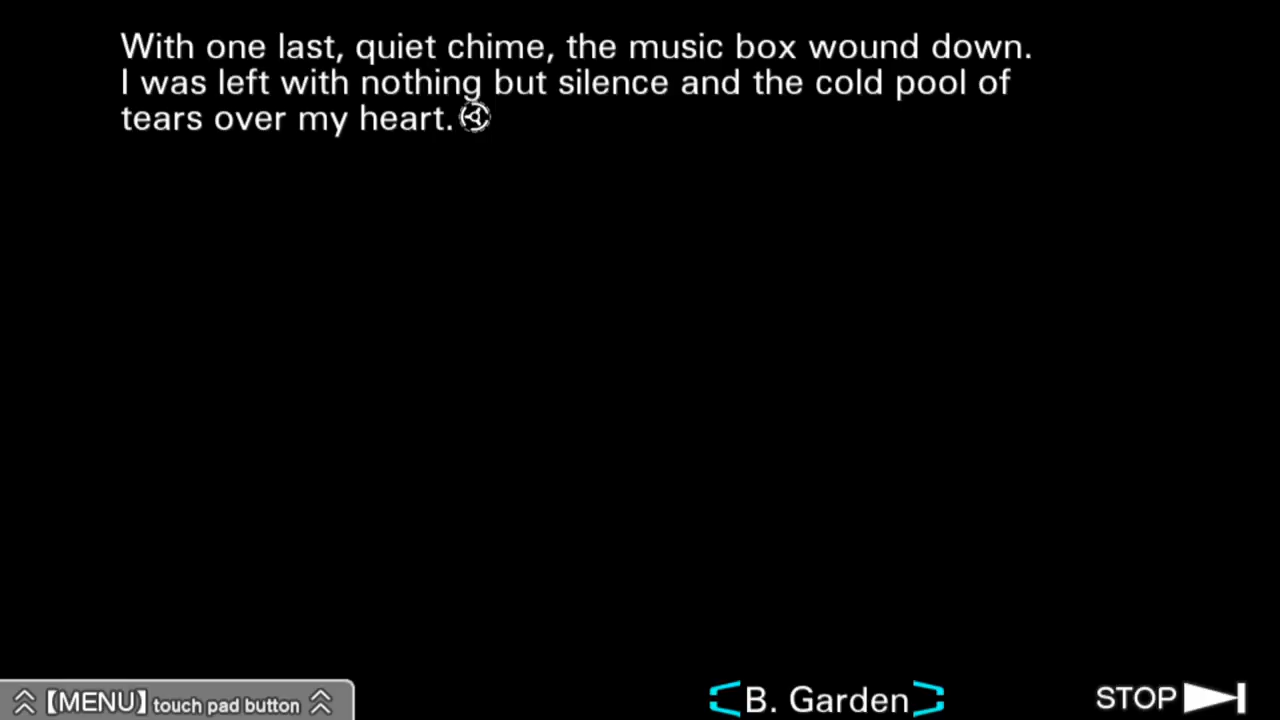 With one last, quiet chime, the music box wound down.
I was left with nothing but silence and the cold pool of
tears over my heart.
【MENU】touch pad button
B. Garden
STOP